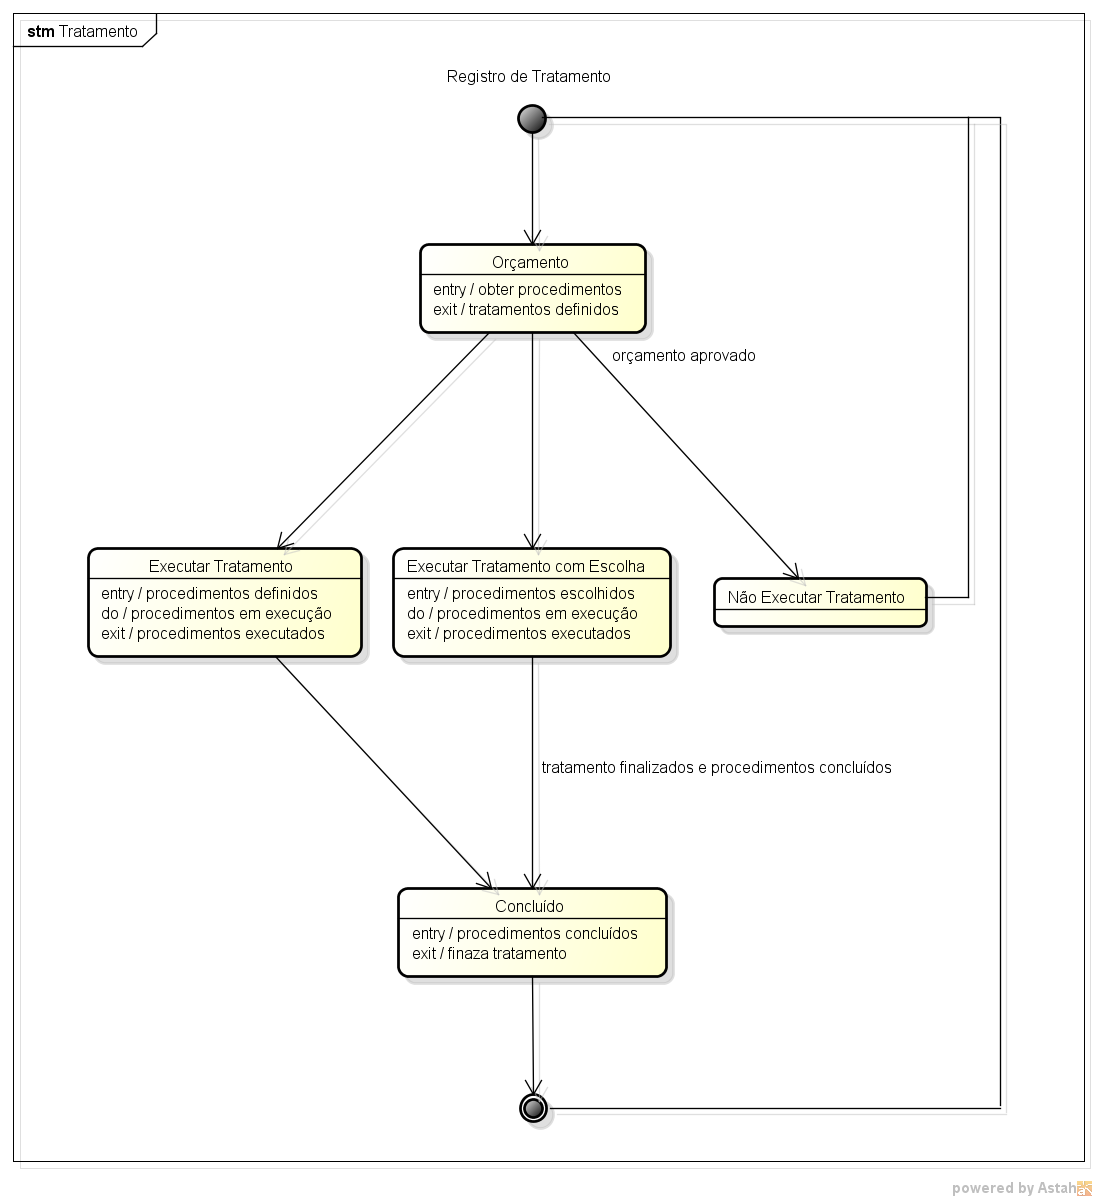 stm Tratamento
Registro de Tratamento
Orçamento
entry / obter procedimentos
exit / tratamentos definidos
orçamento aprovado
Executar Tratamento
entry / procedimentos definidos
do / procedimentos em execução
exit / procedimentos executados
Executar Tratamento com Escolha
entry / procedimentos escolhidos
do / procedimentos em execução
exit / procedimentos executados
Não Executar Tratamento
tratamento finalizados e procedimentos concluídos
Concluído
entry / procedimentos concluídos
exit / finaza tratamento
powered by Astah